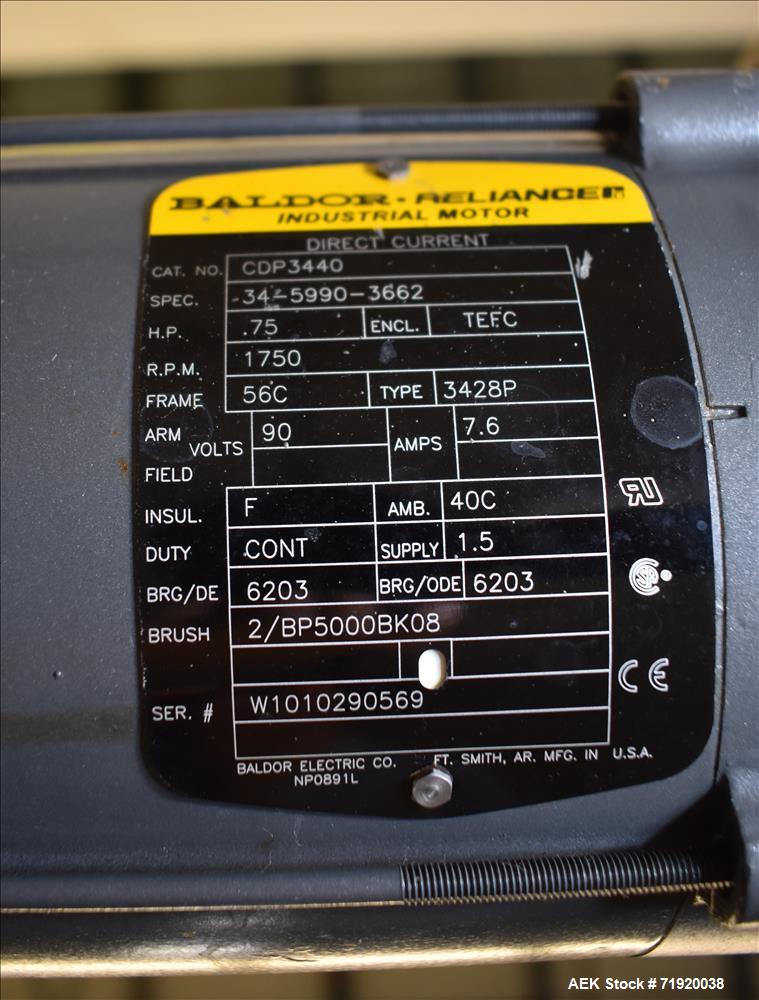 BALDOR • RELIANCE
INDUSTRIAL MOTOR
DIRECT CURRENT
CAT. NO. CDP3440
SPEC. 34-5990-3662
H.P. .75 ENCL. TEFC
R.P.M. 1750
FRAME 56C TYPE 3428P
ARM VOLTS 90 AMPS 7.6
FIELD
INSUL. F AMB. 40C
DUTY CONT SUPPLY 1.5
BRG/DE 6203 BRG/ODE 6203
BRUSH 2/BP5000BK08
SER. # W1010290569
BALDOR ELECTRIC CO. FT. SMITH, AR. MFG. IN U.S.A.
NP0891L
CE
AEK Stock # 71920038